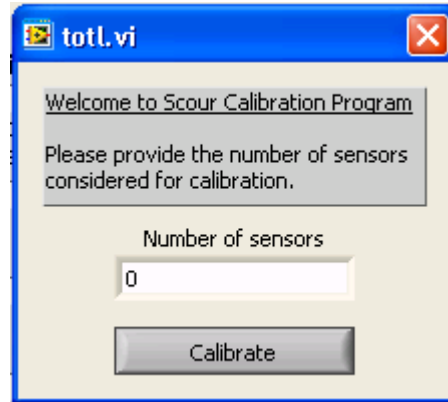 totl.vi
Welcome to Scour Calibration Program
Please provide the number of sensors
considered for calibration.
Number of sensors
0
Calibrate